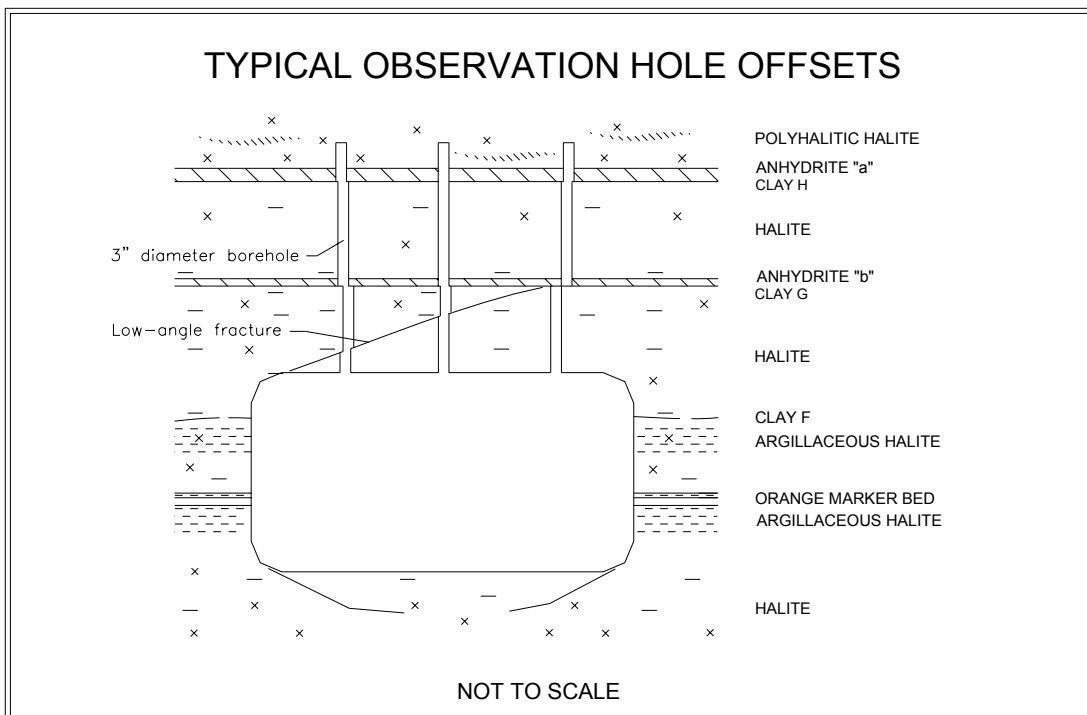 TYPICAL OBSERVATION HOLE OFFSETS
POLYHALITIC HALITE
ANHYDRITE "a"
CLAY H
HALITE
3” diameter borehole
ANHYDRITE "b"
CLAY G
Low-angle fracture
HALITE
CLAY F
ARGILLACEOUS HALITE
ORANGE MARKER BED
ARGILLACEOUS HALITE
HALITE
NOT TO SCALE